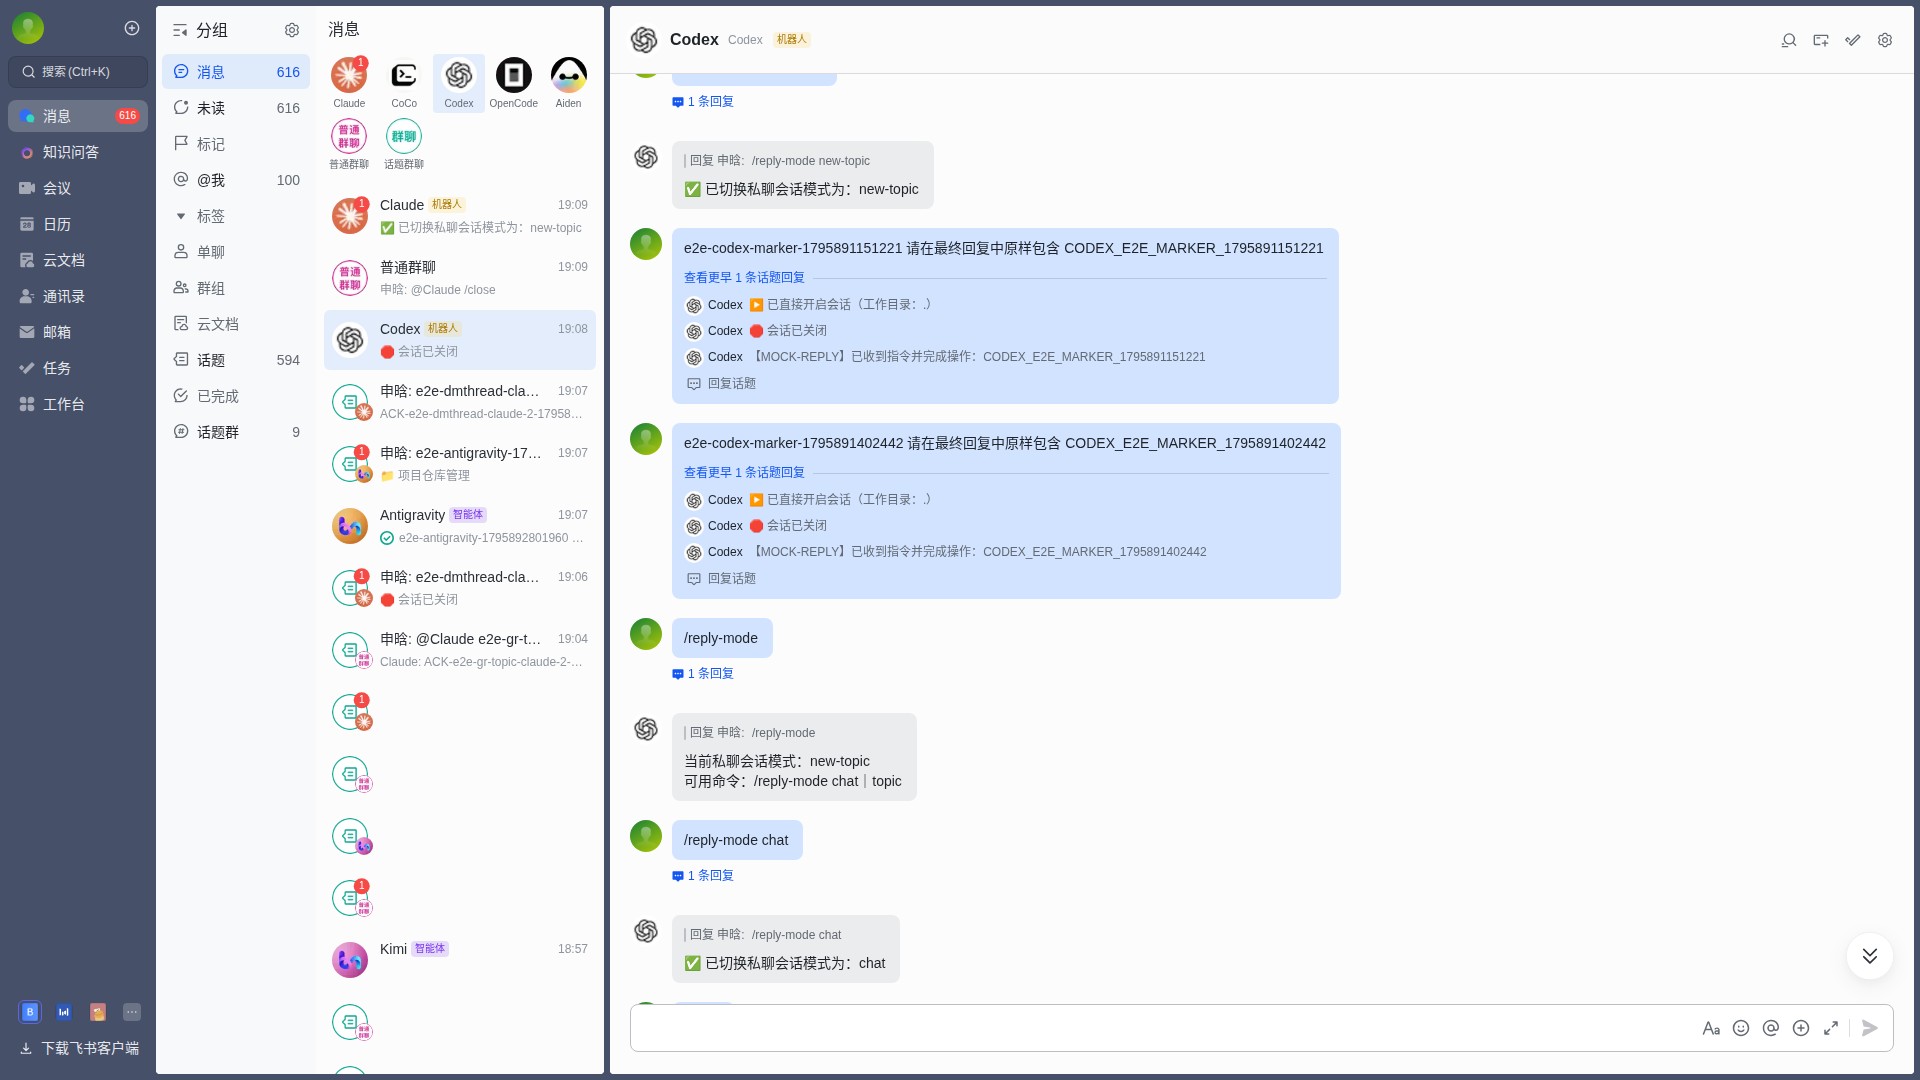 搜索 (Ctrl+K)
消息 616
知识问答
会议
日历
云文档
通讯录
邮箱
任务
工作台
下载飞书客户端
分组
消息 616
未读 616
标记
@我 100
标签
单聊
群组
云文档
话题 594
已完成
话题群 9
消息
1
Claude
CoCo
Codex
OpenCode
Aiden
普通群聊
普通群聊
群聊
话题群聊
1
Claude 机器人 19:09
✅ 已切换私聊会话模式为：new-topic
普通群聊
普通群聊 19:09
申晗: @Claude /close
Codex 机器人 19:08
🛑 会话已关闭
申晗: e2e-dmthread-cla... 19:07
ACK-e2e-dmthread-claude-2-17958...
1
申晗: e2e-antigravity-17... 19:07
📁 项目仓库管理
Antigravity 智能体 19:07
e2e-antigravity-1795892801960 ...
1
申晗: e2e-dmthread-cla... 19:06
🛑 会话已关闭
申晗: @Claude e2e-gr-t... 19:04
Claude: ACK-e2e-gr-topic-claude-2-...
1
1
Kimi 智能体 18:57
Codex Codex 机器人
1 条回复
回复 申晗: /reply-mode new-topic
✅ 已切换私聊会话模式为：new-topic
e2e-codex-marker-1795891151221 请在最终回复中原样包含 CODEX_E2E_MARKER_1795891151221
查看更早 1 条话题回复
Codex ▶️ 已直接开启会话（工作目录：.）
Codex 🛑 会话已关闭
Codex 【MOCK-REPLY】已收到指令并完成操作：CODEX_E2E_MARKER_1795891151221
回复话题
e2e-codex-marker-1795891402442 请在最终回复中原样包含 CODEX_E2E_MARKER_1795891402442
查看更早 1 条话题回复
Codex ▶️ 已直接开启会话（工作目录：.）
Codex 🛑 会话已关闭
Codex 【MOCK-REPLY】已收到指令并完成操作：CODEX_E2E_MARKER_1795891402442
回复话题
/reply-mode
1 条回复
回复 申晗: /reply-mode
当前私聊会话模式：new-topic
可用命令：/reply-mode chat｜topic
/reply-mode chat
1 条回复
回复 申晗: /reply-mode chat
✅ 已切换私聊会话模式为：chat
Aa